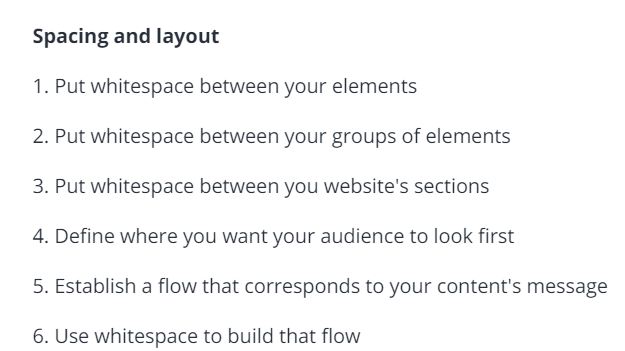 Spacing and layout
1. Put whitespace between your elements
2. Put whitespace between your groups of elements
3. Put whitespace between you website's sections
4. Define where you want your audience to look first
5. Establish a flow that corresponds to your content's message
6. Use whitespace to build that flow